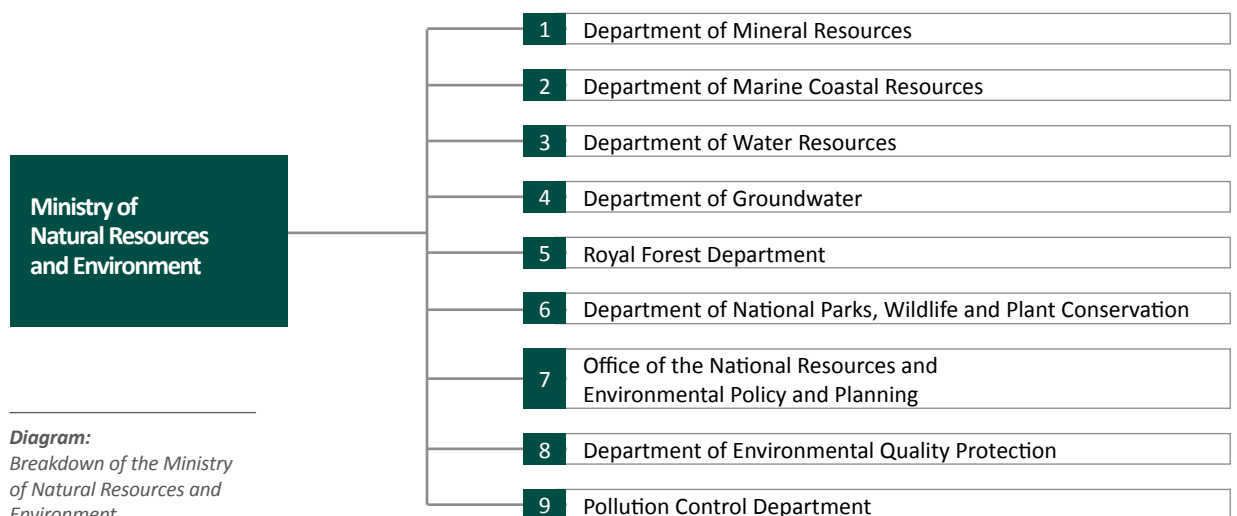 1 Department of Mineral Resources
2 Department of Marine Coastal Resources
3 Department of Water Resources
4 Department of Groundwater
5 Royal Forest Department
6 Department of National Parks, Wildlife and Plant Conservation
7 Office of the National Resources and
Environmental Policy and Planning
8 Department of Environmental Quality Protection
9 Pollution Control Department
Ministry of
Natural Resources
and Environment
Diagram:
Breakdown of the Ministry
of Natural Resources and
Environment